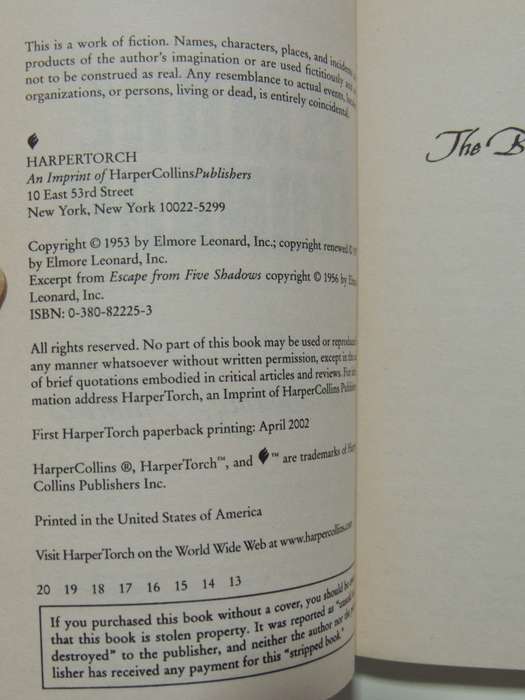 This is a work of fiction. Names, characters, places, and incidents
products of the author's imagination or are used fictitiously and
not to be construed as real. Any resemblance to actual events,
organizations, or persons, living or dead, is entirely coincidental.
HARPERTORCH
An Imprint of HarperCollinsPublishers
10 East 53rd Street
New York, New York 10022-5299
Copyright © 1953 by Elmore Leonard, Inc.; copyright renewed ©
by Elmore Leonard, Inc.
Excerpt from Escape from Five Shadows copyright © 1956 by
Leonard, Inc.
ISBN: 0-380-82225-3
All rights reserved. No part of this book may be used or reproduced
any manner whatsoever without written permission, except in the
of brief quotations embodied in critical articles and reviews. For
mation address HarperTorch, an Imprint of HarperCollins
First HarperTorch paperback printing: April 2002
HarperCollins ®, HarperTorch™, and ™ are trademarks of
Collins Publishers Inc.
Printed in the United States of America
Visit HarperTorch on the World Wide Web at www.harpercollins.com
20 19 18 17 16 15 14 13
If you purchased this book without a cover, you should be
that this book is stolen property. It was reported as
destroyed" to the publisher, and neither the author nor the
lisher has received any payment for this "stripped book."
The B